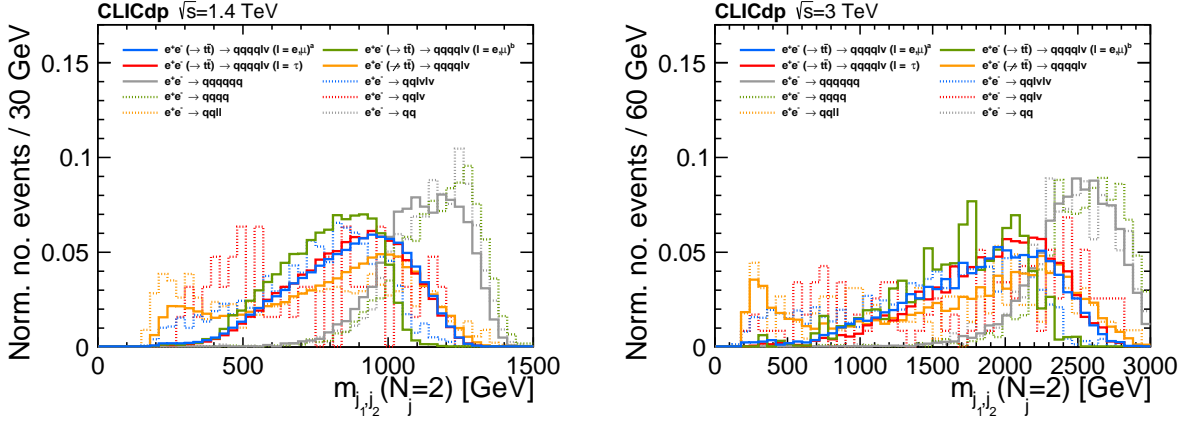 CLICdp √s=1.4 TeV
Norm. no. events / 30 GeV
0.15
0.1
0.05
0
e⁺e⁻ (→ tt̄) → qqqqlν (l = e,μ)ᵃ
e⁺e⁻ (→ tt̄) → qqqqlν (l = e,μ)ᵇ
e⁺e⁻ (→ tt̄) → qqqqlν (l = τ)
e⁺e⁻ (↛ tt̄) → qqqqlν
e⁺e⁻ → qqqqqq
e⁺e⁻ → qqlνlν
e⁺e⁻ → qqqq
e⁺e⁻ → qqlν
e⁺e⁻ → qqll
e⁺e⁻ → qq
0 500 1000 1500
m_{j₁,j₂}(N_j=2) [GeV]
CLICdp √s=3 TeV
Norm. no. events / 60 GeV
0.15
0.1
0.05
0
e⁺e⁻ (→ tt̄) → qqqqlν (l = e,μ)ᵃ
e⁺e⁻ (→ tt̄) → qqqqlν (l = e,μ)ᵇ
e⁺e⁻ (→ tt̄) → qqqqlν (l = τ)
e⁺e⁻ (↛ tt̄) → qqqqlν
e⁺e⁻ → qqqqqq
e⁺e⁻ → qqlνlν
e⁺e⁻ → qqqq
e⁺e⁻ → qqlν
e⁺e⁻ → qqll
e⁺e⁻ → qq
0 500 1000 1500 2000 2500 3000
m_{j₁,j₂}(N_j=2) [GeV]